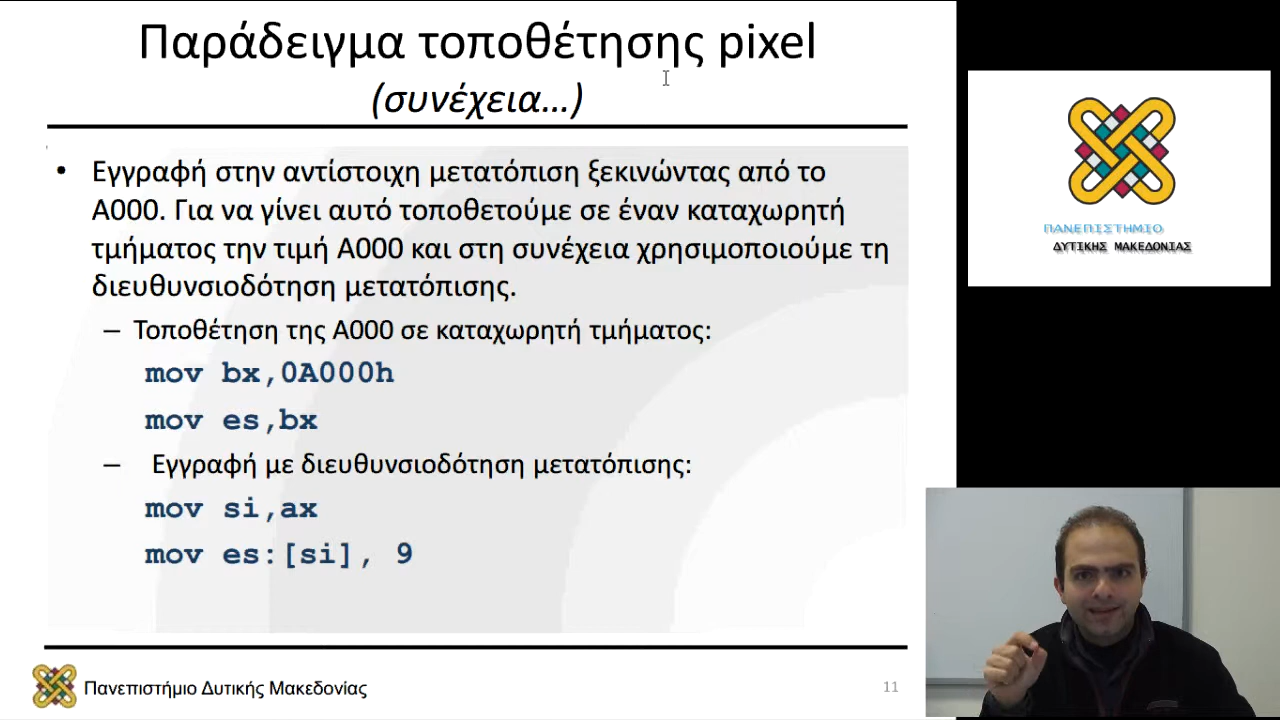 Παράδειγμα τοποθέτησης pixel
(συνέχεια...)
• Εγγραφή στην αντίστοιχη μετατόπιση ξεκινώντας από το
A000. Για να γίνει αυτό τοποθετούμε σε έναν καταχωρητή
τμήματος την τιμή A000 και στη συνέχεια χρησιμοποιούμε τη
διευθυνσιοδότηση μετατόπισης.
– Τοποθέτηση της A000 σε καταχωρητή τμήματος:
mov bx,0A000h
mov es,bx
– Εγγραφή με διευθυνσιοδότηση μετατόπισης:
mov si,ax
mov es:[si], 9
Πανεπιστήμιο Δυτικής Μακεδονίας
11
ΠΑΝΕΠΙΣΤΗΜΙΟ
ΔΥΤΙΚΗΣ ΜΑΚΕΔΟΝΙΑΣ